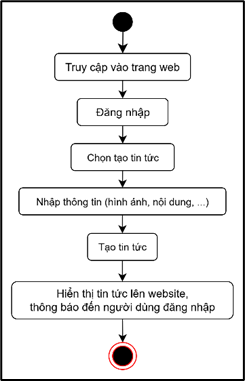 Truy cập vào trang web
Đăng nhập
Chọn tạo tin tức
Nhập thông tin (hình ảnh, nội dung, ...)
Tạo tin tức
Hiển thị tin tức lên website,
thông báo đến người dùng đăng nhập